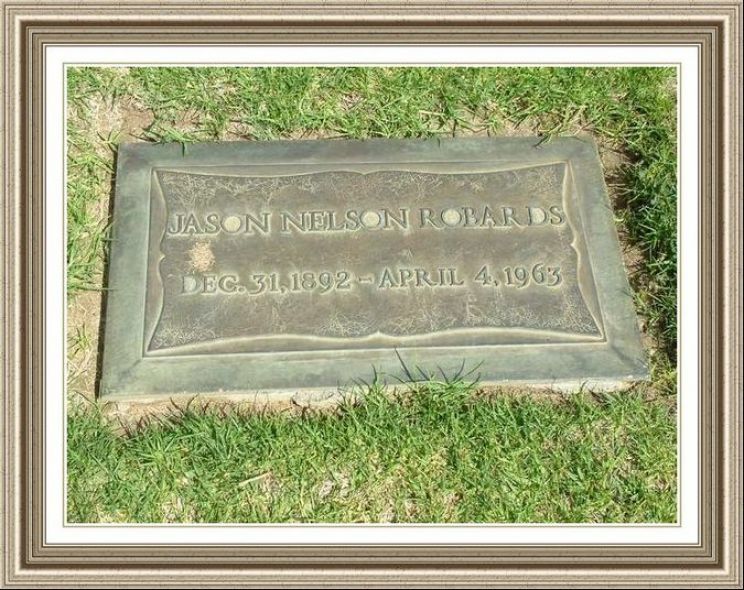 JASON NELSON ROBARDS
DEC. 31, 1892 - APRIL 4, 1963